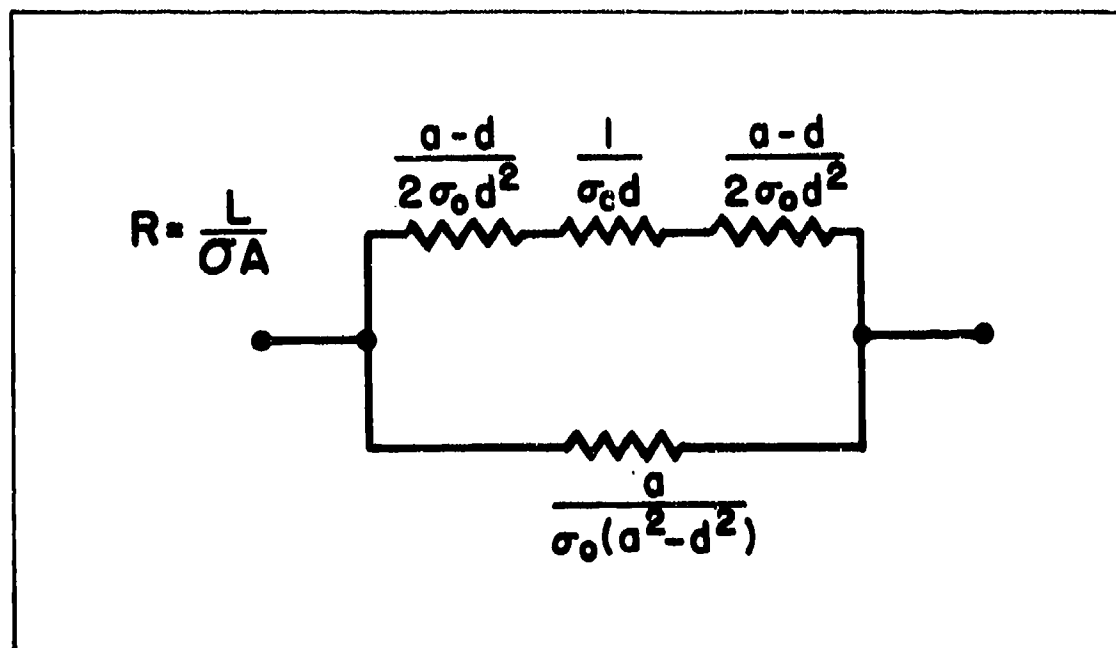 R = L / σA
a - d / 2σ₀d²
1 / σcd
a - d / 2σ₀d²
a / σ₀(a² - d²)